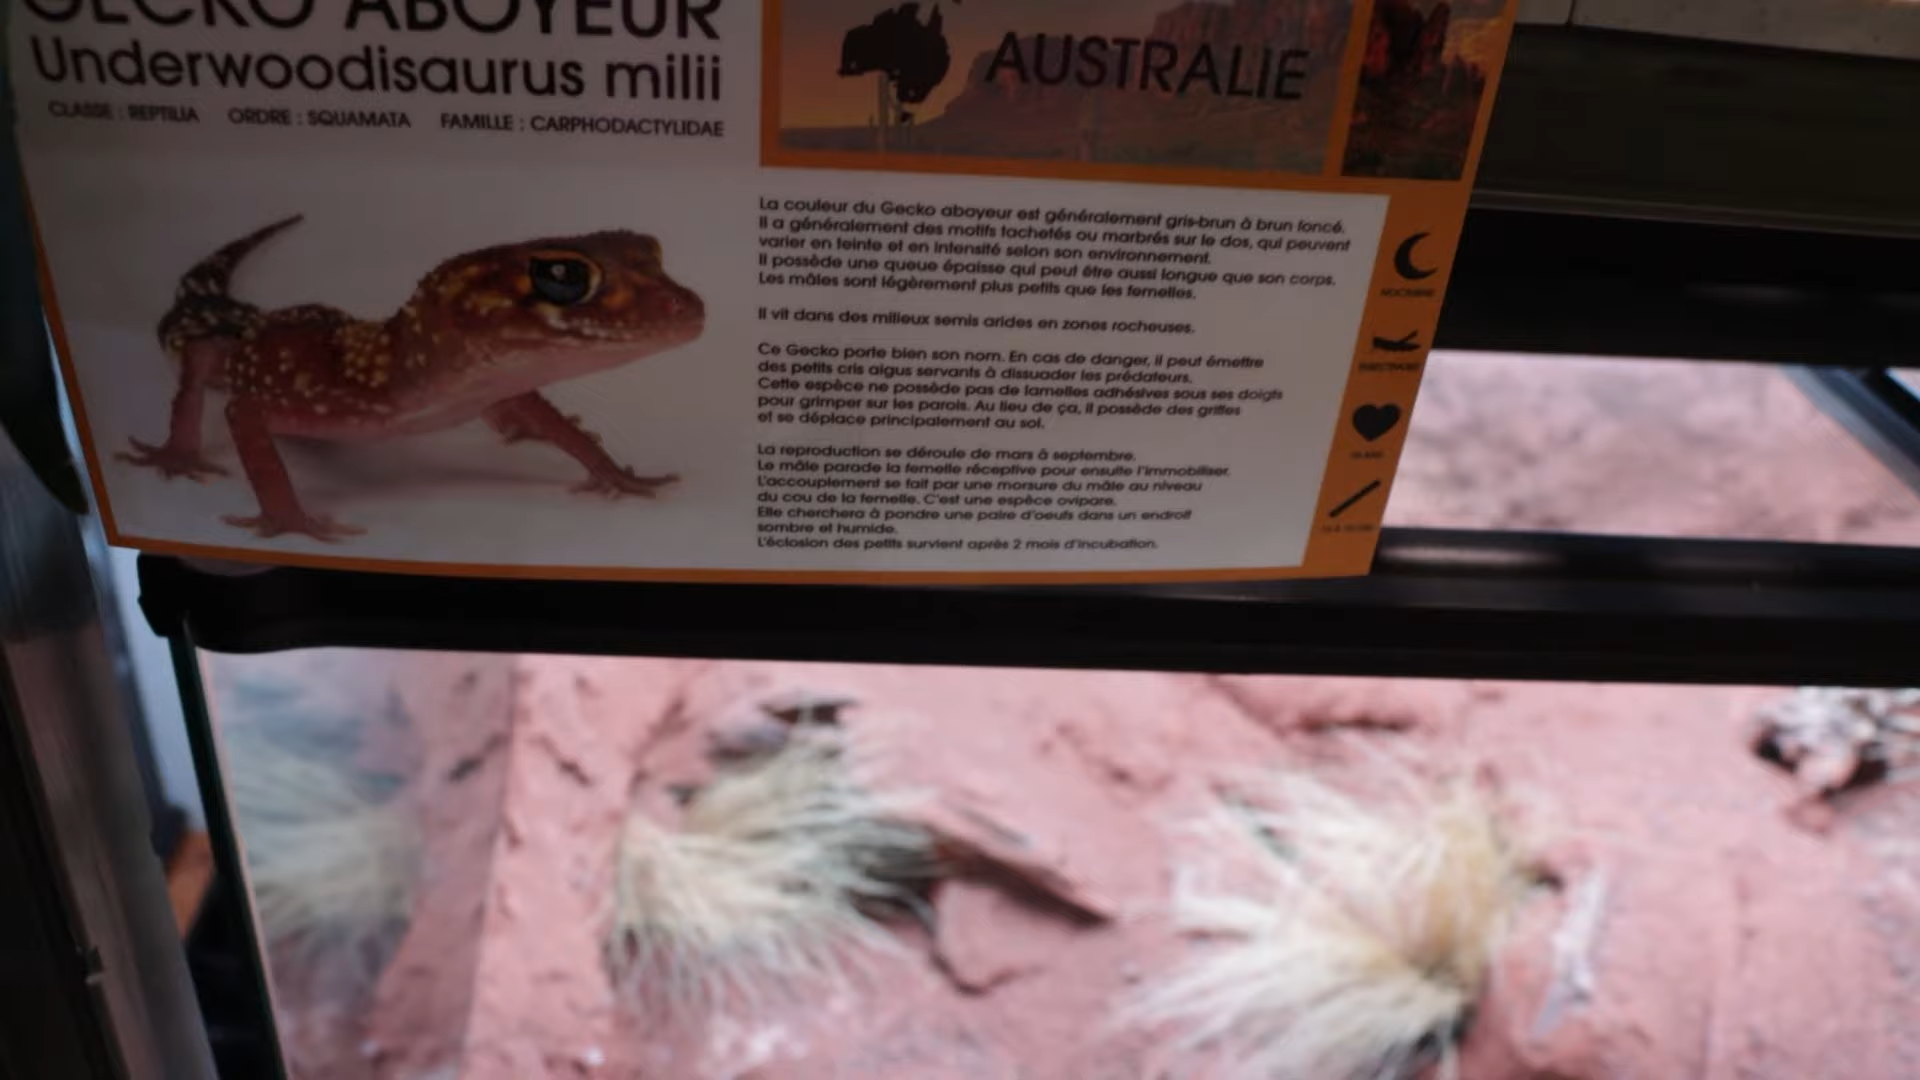 GECKO ABOYEUR
Underwoodisaurus milii
CLASSE : REPTILIA ORDRE : SQUAMATA FAMILLE : CARPHODACTYLIDAE
AUSTRALIE
La couleur du Gecko aboyeur est généralement gris-brun à brun foncé.
Il a généralement des motifs tachetés ou marbrés sur le dos, qui peuvent
varier en teinte et en intensité selon son environnement.
Il possède une queue épaisse qui peut être aussi longue que son corps.
Les mâles sont légèrement plus petits que les femelles.
Il vit dans des milieux semis arides en zones rocheuses.
Ce Gecko porte bien son nom. En cas de danger, il peut émettre
des petits cris aigus servants à dissuader les prédateurs.
Cette espèce ne possède pas de lamelles adhésives sous ses doigts
pour grimper sur les parois. Au lieu de ça, il possède des griffes
et se déplace principalement au sol.
La reproduction se déroule de mars à septembre.
Le mâle parade la femelle réceptive pour ensuite l'immobiliser.
L'accouplement se fait par une morsure du mâle au niveau
du cou de la femelle. C'est une espèce ovipare.
Elle cherchera à pondre une paire d'oeufs dans un endroit
sombre et humide.
L'éclosion des petits survient après 2 mois d'incubation.
NOCTURNE